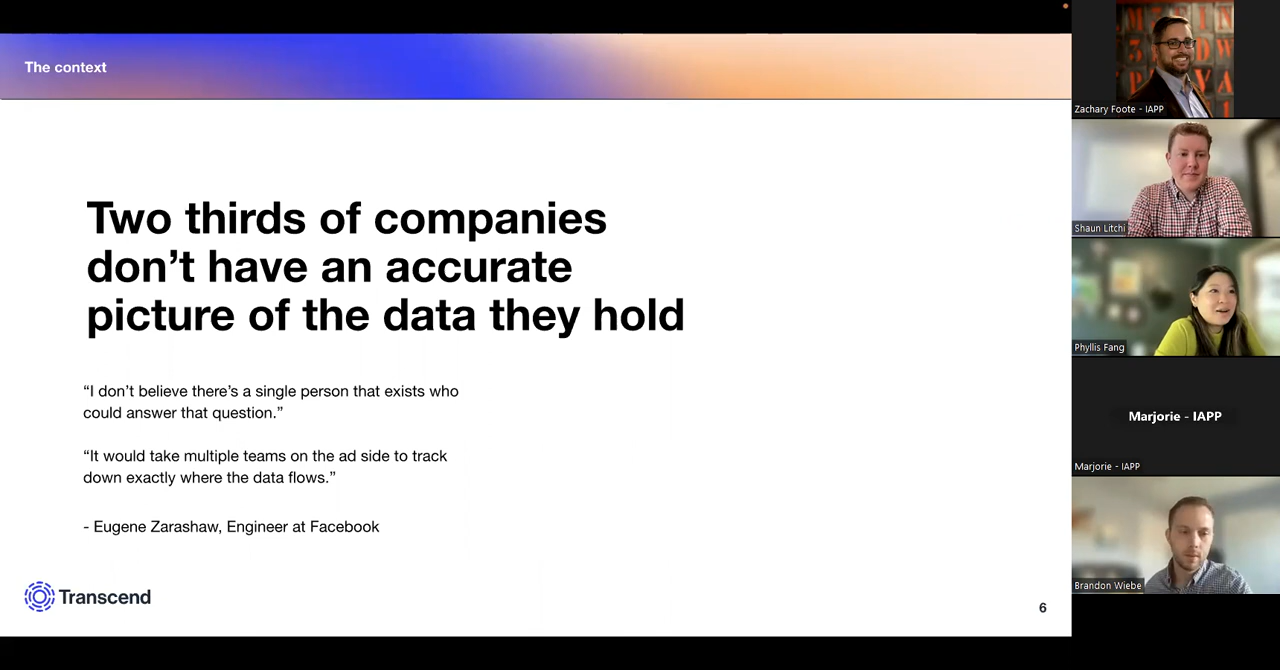 The context
Two thirds of companies
don’t have an accurate
picture of the data they hold
“I don’t believe there’s a single person that exists who
could answer that question.”
“It would take multiple teams on the ad side to track
down exactly where the data flows.”
- Eugene Zarashaw, Engineer at Facebook
Transcend
6
Zachary Foote - IAPP
Shaun Litchi
Phyllis Fang
Marjorie - IAPP
Marjorie - IAPP
Brandon Wiebe